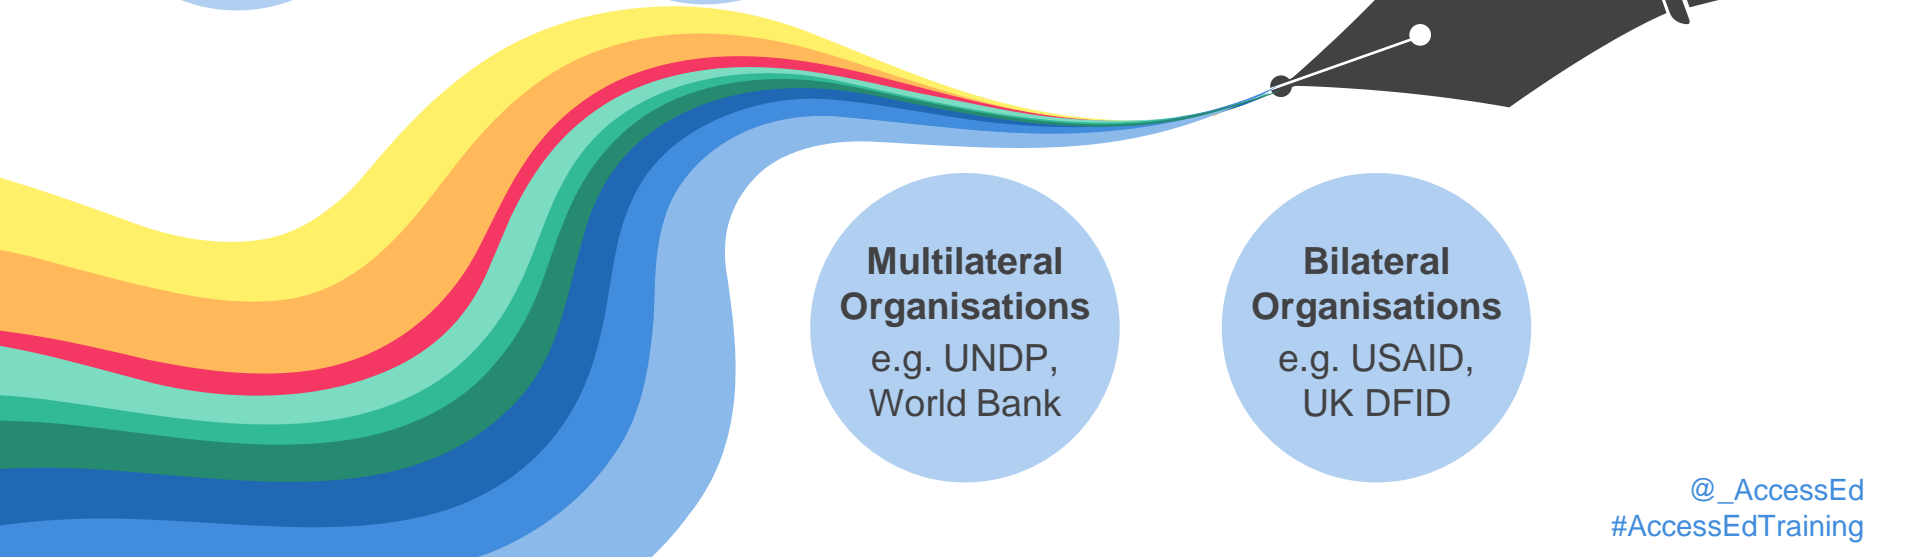 Multilateral
Organisations
e.g. UNDP,
World Bank
Bilateral
Organisations
e.g. USAID,
UK DFID
@_AccessEd
#AccessEdTraining